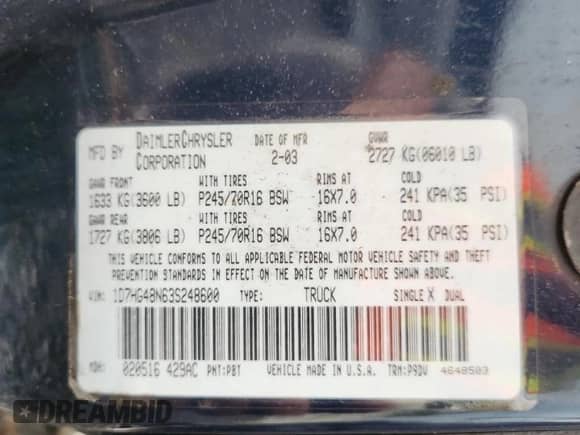 MFD BY DAIMLERCHRYSLER CORPORATION DATE OF MFR 2-03 GVWR 2727 KG(06010 LB)
GAWR FRONT WITH TIRES RIMS AT COLD
1633 KG(3600 LB) P245/70R16 BSW 16X7.0 241 KPA(35 PSI)
GAWR REAR WITH TIRES RIMS AT COLD
1727 KG(3806 LB) P245/70R16 BSW 16X7.0 241 KPA(35 PSI)
THIS VEHICLE CONFORMS TO ALL APPLICABLE FEDERAL MOTOR VEHICLE SAFETY AND THEFT
PREVENTION STANDARDS IN EFFECT ON THE DATE OF MANUFACTURE SHOWN ABOVE.
VIN: 1D7HG48N63S248600 TYPE: TRUCK SINGLE X DUAL
MDH: 020516 429AC PNT:PBT VEHICLE MADE IN U.S.A. TRM:P9DV 4648503
DREAMBID